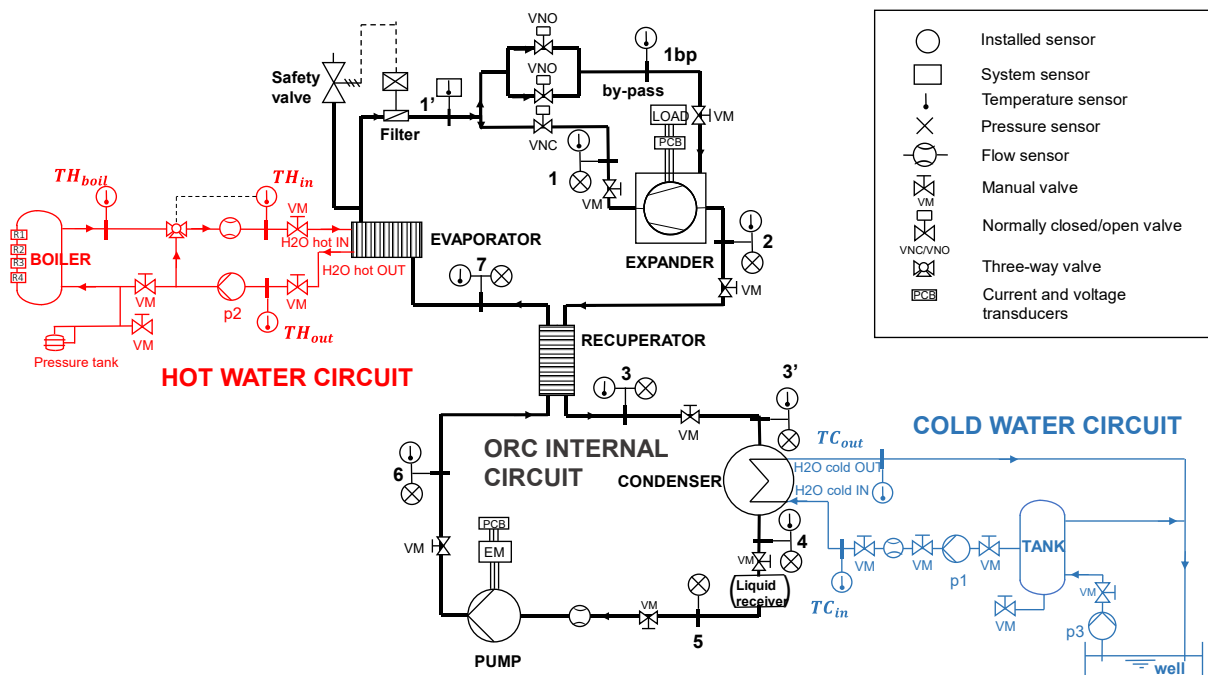 VNO
VNO
VNC
1bp
by-pass
Safety
valve
Filter
1'
LOAD
PCB
VM
1
VM
2
EXPANDER
VM
TH_boil
TH_in
VM
R1
R2
R3
R4
BOILER
H2O hot IN
EVAPORATOR
H2O hot OUT
VM
p2
VM
TH_out
VM
Pressure tank
HOT WATER CIRCUIT
7
RECUPERATOR
3
VM
3'
ORC INTERNAL
CIRCUIT
CONDENSER
6
VM
PCB
EM
PUMP
VM
5
4
VM
Liquid
receiver
COLD WATER CIRCUIT
TC_out
H2O cold OUT
H2O cold IN
TC_in
VM
VM
p1
VM
TANK
VM
VM
p3
well
Installed sensor
System sensor
Temperature sensor
Pressure sensor
Flow sensor
Manual valve
VM
Normally closed/open valve
VNC/VNO
Three-way valve
PCB
Current and voltage
transducers